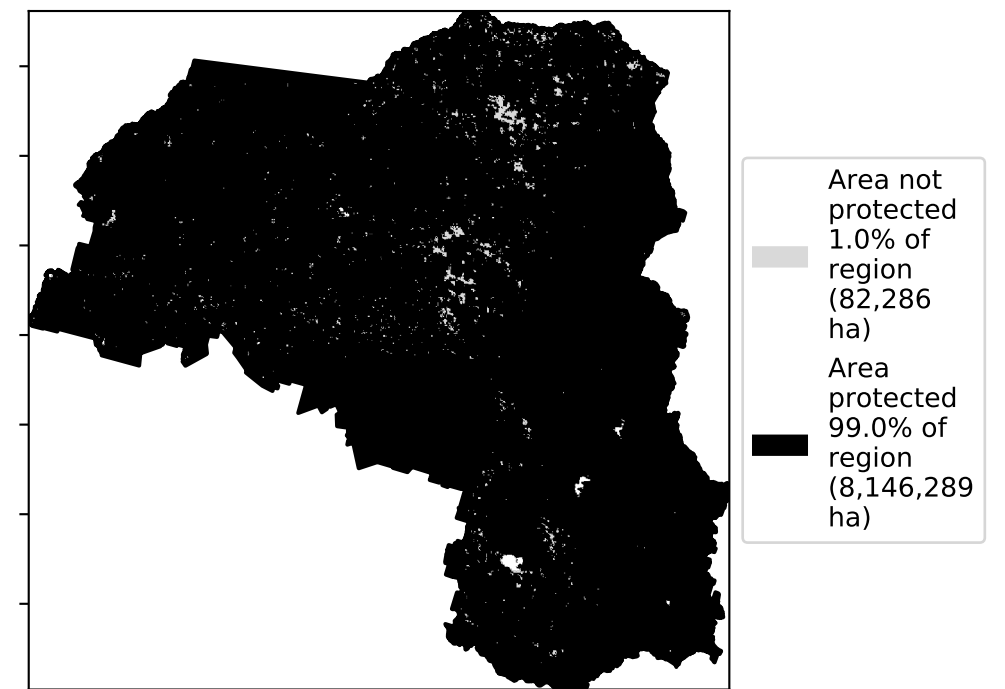 Area not
protected
1.0% of
region
(82,286
ha)
Area
protected
99.0% of
region
(8,146,289
ha)